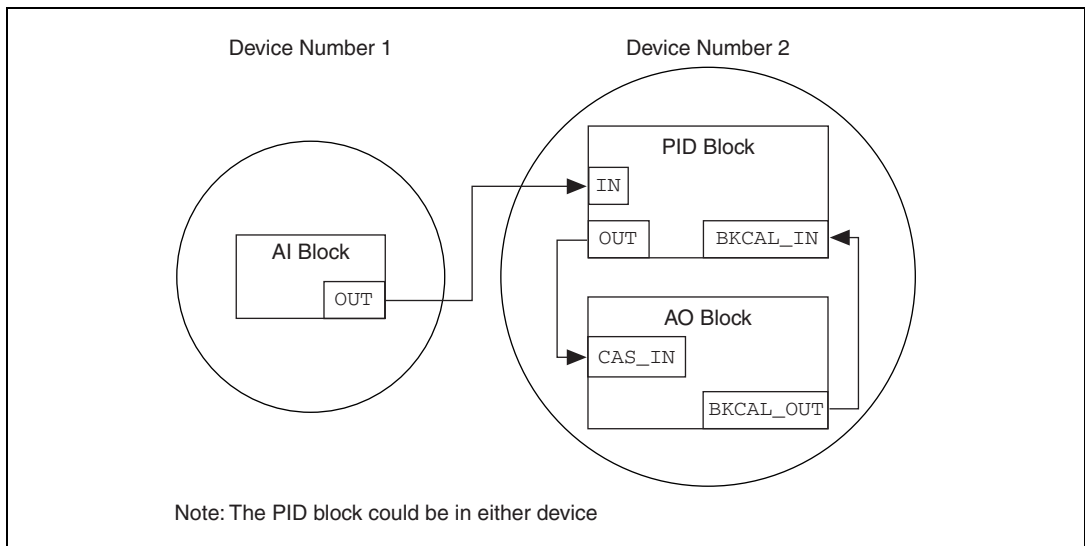 Device Number 1
Device Number 2
AI Block
OUT
PID Block
IN
OUT
BKCAL_IN
AO Block
CAS_IN
BKCAL_OUT
Note: The PID block could be in either device